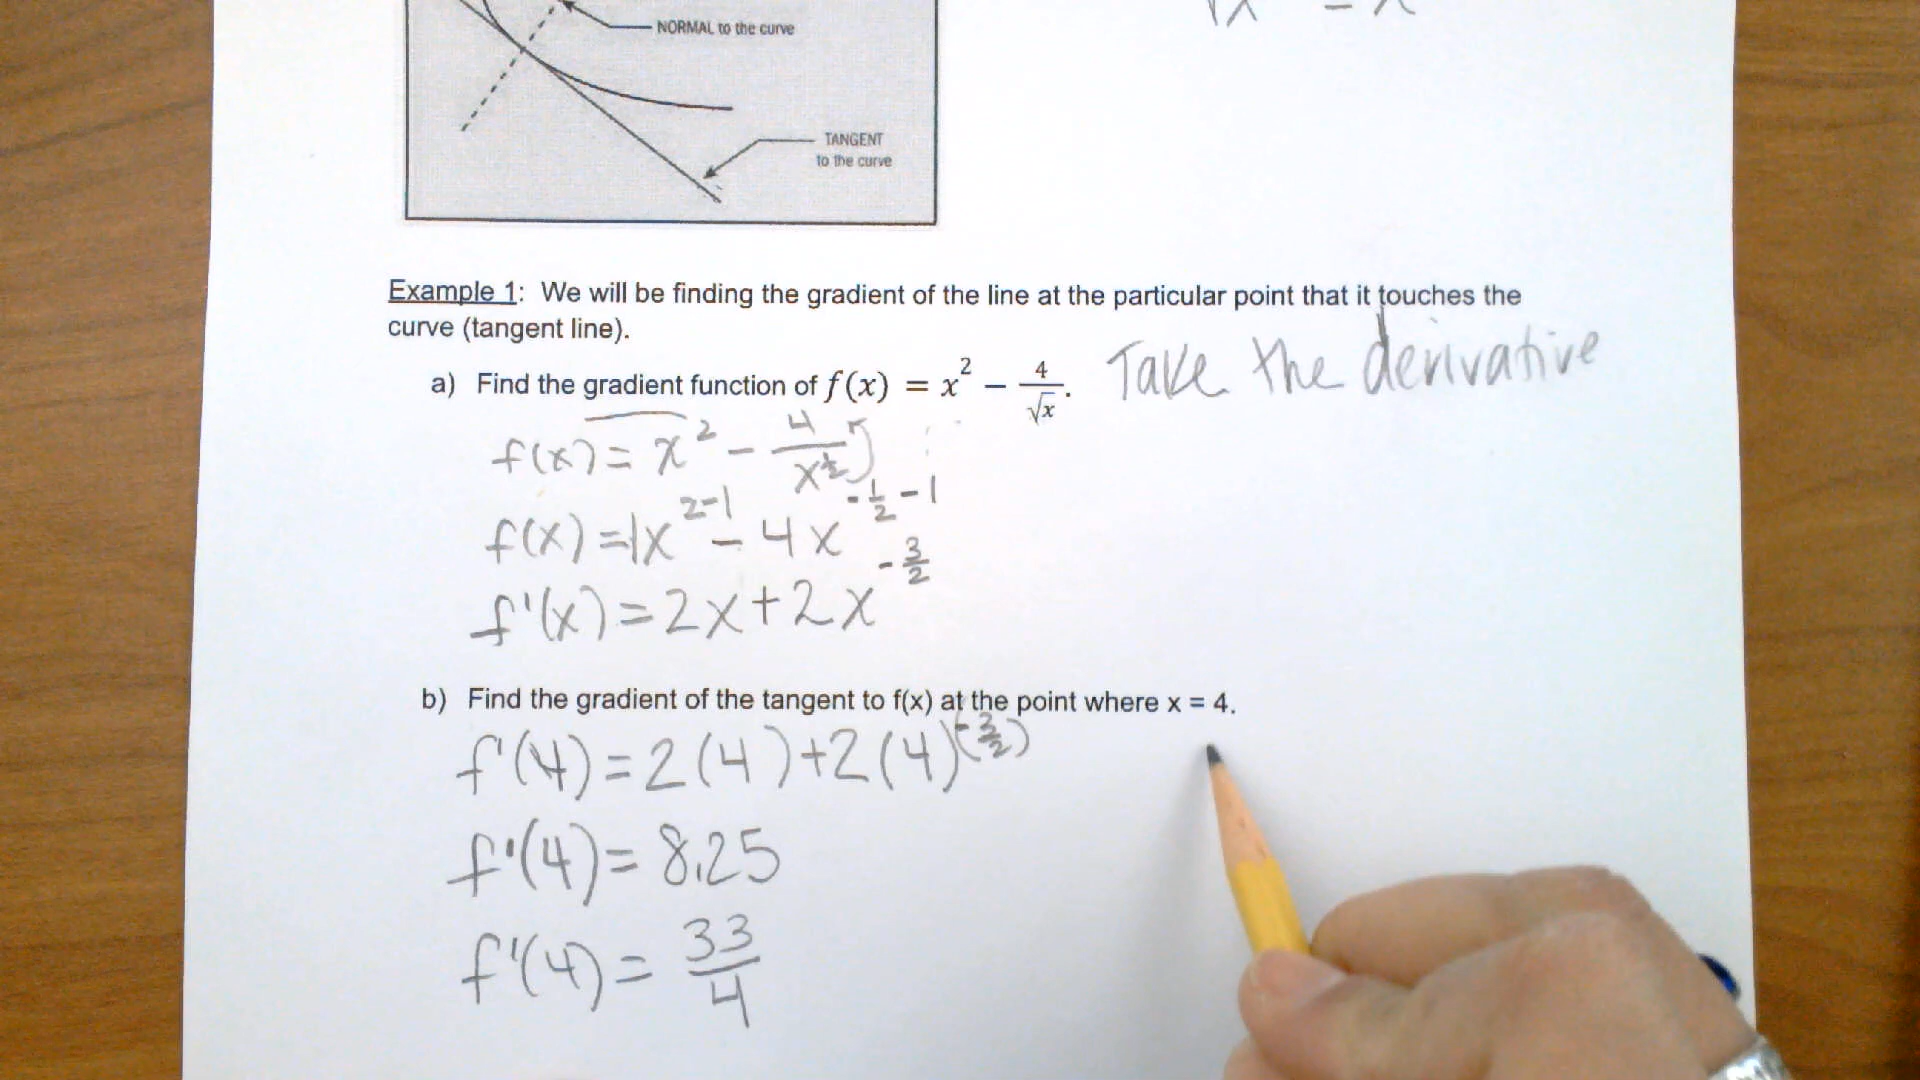 NORMAL to the curve
TANGENT
to the curve
Example 1: We will be finding the gradient of the line at the particular point that it touches the
curve (tangent line).
a) Find the gradient function of f(x) = x² − 4/√x. Take the derivative
f(x) = x² − 4/x^½
f(x) = 1x^2-1 − 4x^-½-1
f'(x) = 2x + 2x^-3/2
b) Find the gradient of the tangent to f(x) at the point where x = 4.
f'(4) = 2(4) + 2(4)^(-3/2)
f'(4) = 8.25
f'(4) = 33/4